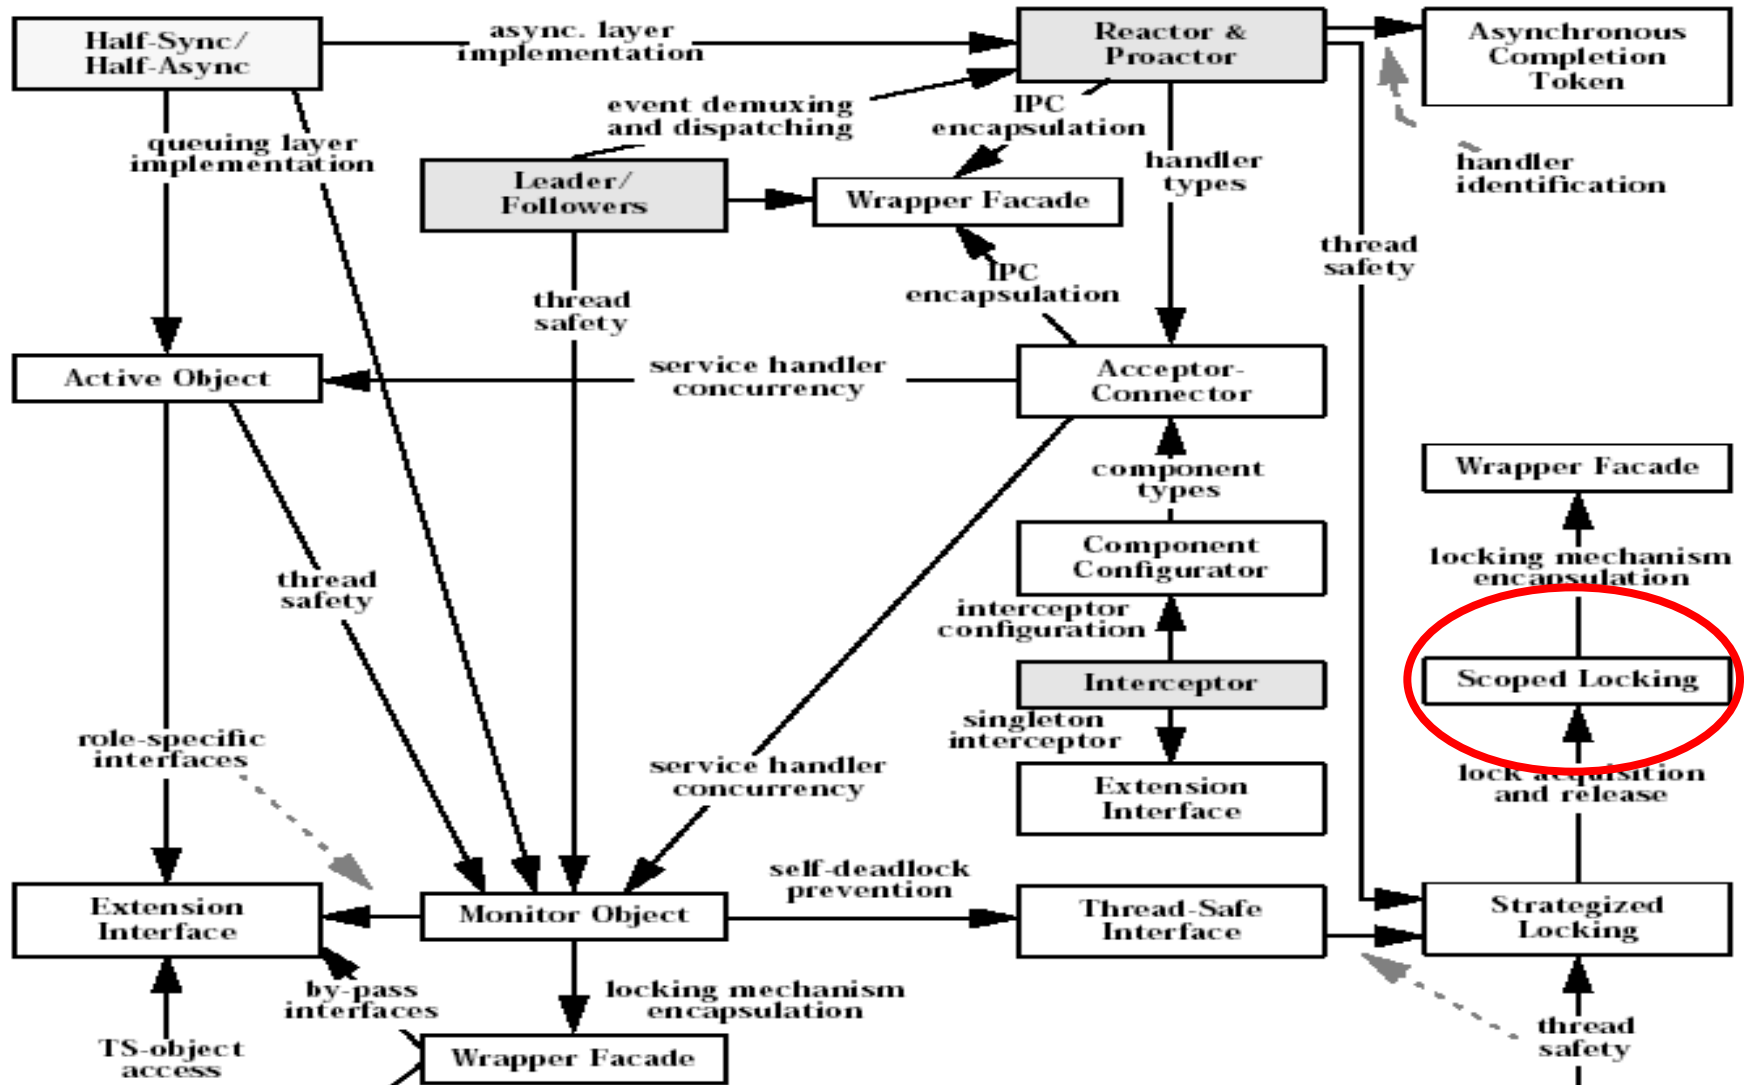 Half-Sync/
Half-Async
async. layer
implementation
Reactor &
Proactor
Asynchronous
Completion
Token
event demuxing
and dispatching
IPC
encapsulation
queuing layer
implementation
handler
types
handler
identification
Leader/
Followers
Wrapper Facade
thread
safety
IPC
encapsulation
thread
safety
Active Object
service handler
concurrency
Acceptor-
Connector
component
types
Wrapper Facade
Component
Configurator
locking mechanism
encapsulation
thread
safety
interceptor
configuration
Interceptor
Scoped Locking
singleton
interceptor
role-specific
interfaces
service handler
concurrency
Extension
Interface
lock acquisition
and release
self-deadlock
prevention
Extension
Interface
Monitor Object
Thread-Safe
Interface
Strategized
Locking
by-pass
interfaces
locking mechanism
encapsulation
TS-object
access
Wrapper Facade
thread
safety